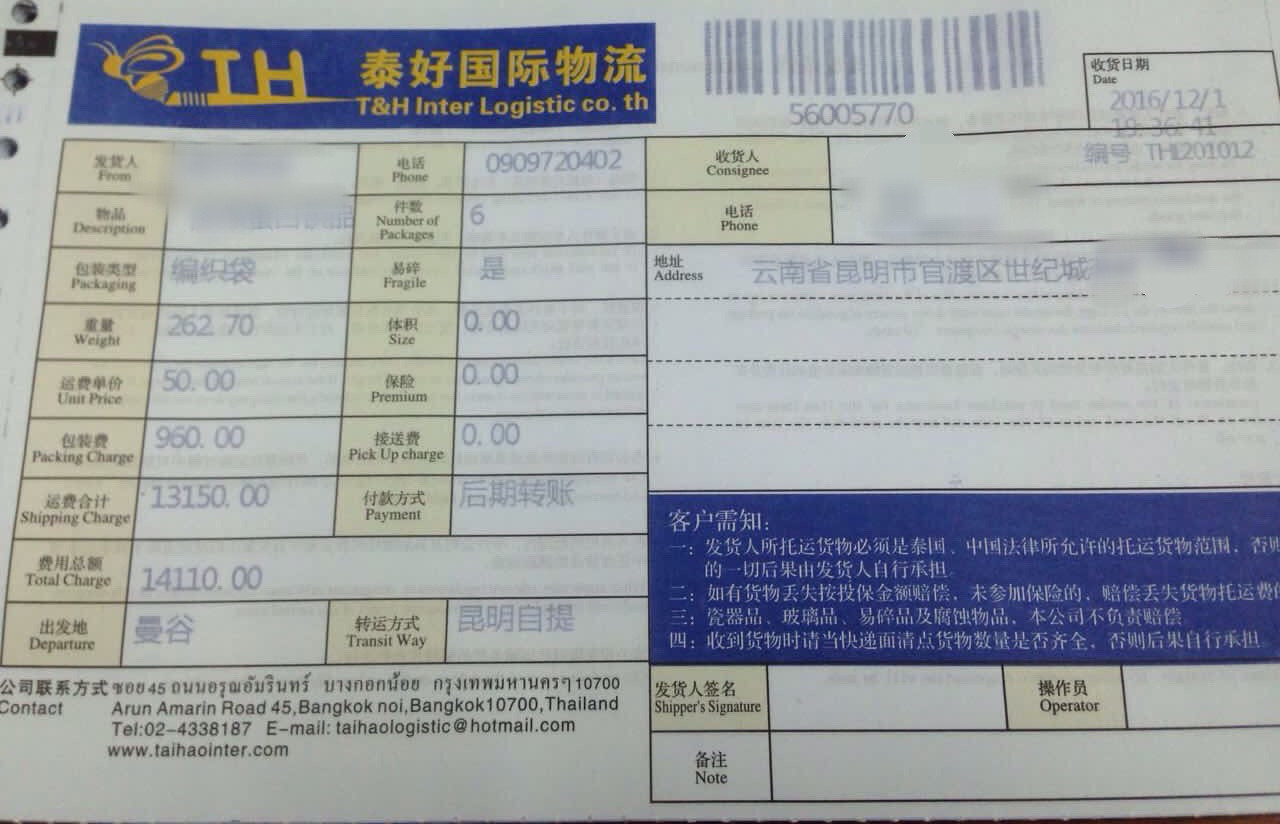 TH 泰好国际物流
T&H Inter Logistic co. th
56005770
收货日期
Date
2016/12/1
19:36:41
编号 TH1201012
发货人
From
电话
Phone
0909720402
收货人
Consignee
物品
Description
件数
Number of
Packages
6
电话
Phone
包装类型
Packaging
编织袋
易碎
Fragile
是
地址
Address
云南省昆明市官渡区世纪城
重量
Weight
262.70
体积
Size
0.00
运费单价
Unit Price
50.00
保险
Premium
0.00
包装费
Packing Charge
960.00
接送费
Pick Up charge
0.00
运费合计
Shipping Charge
13150.00
付款方式
Payment
后期转账
费用总额
Total Charge
14110.00
出发地
Departure
曼谷
转运方式
Transit Way
昆明自提
客户需知:
一: 发货人所托运货物必须是泰国、中国法律所允许的托运货物范围, 否则
的一切后果由发货人自行承担.
二: 如有货物丢失按投保金额赔偿, 未参加保险的, 赔偿丢失货物托运费
三: 瓷器品、玻璃品、易碎品及腐蚀物品, 本公司不负责赔偿.
四: 收到货物时请当快递面清点货物数量是否齐全, 否则后果自行承担.
公司联系方式 ซอย 45 ถนนอรุณอัมรินทร์ บางกอกน้อย กรุงเทพมหานครฯ 10700
Contact Arun Amarin Road 45,Bangkok noi,Bangkok10700,Thailand
Tel:02-4338187 E-mail: taihaologistic@hotmail.com
www.taihaointer.com
发货人签名
Shipper's Signature
操作员
Operator
备注
Note